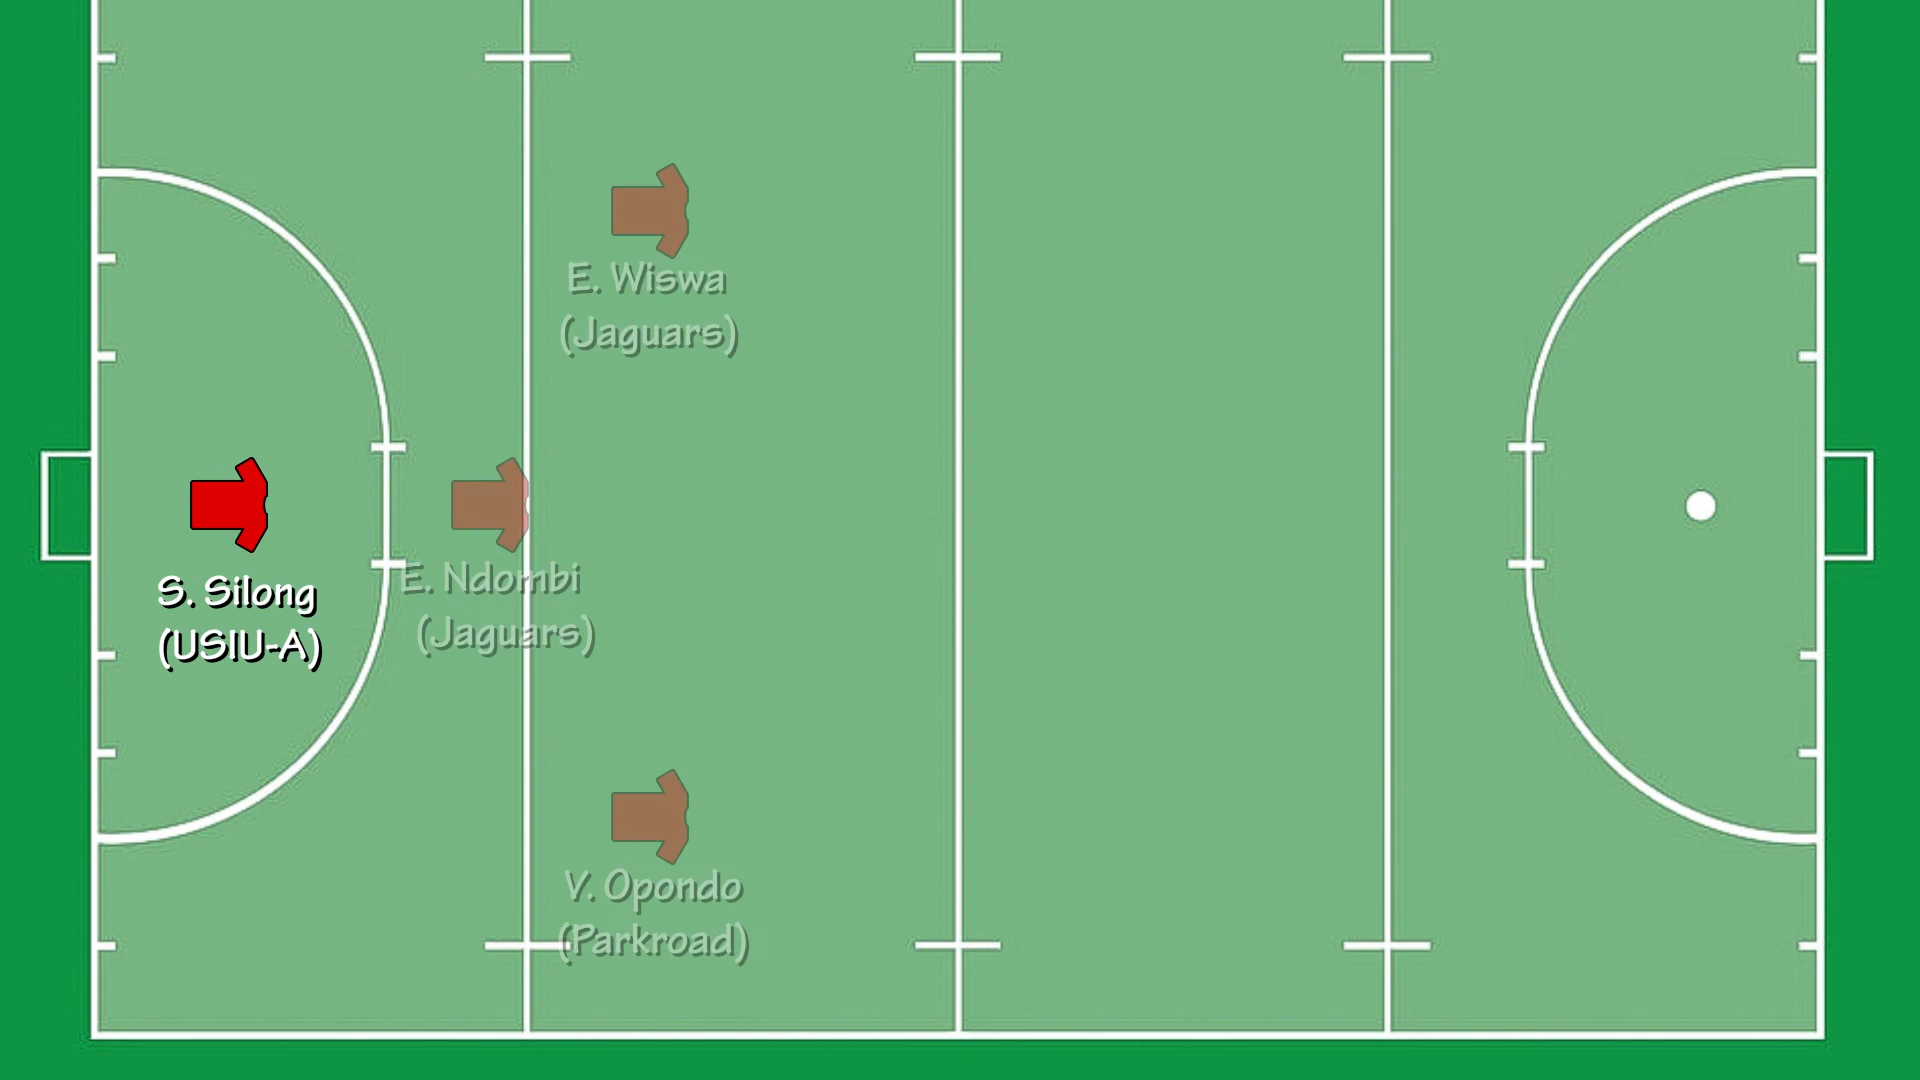 E. Wiswa
(Jaguars)
S. Silong
(USIU-A)
E. Ndombi
(Jaguars)
V. Opondo
(Parkroad)